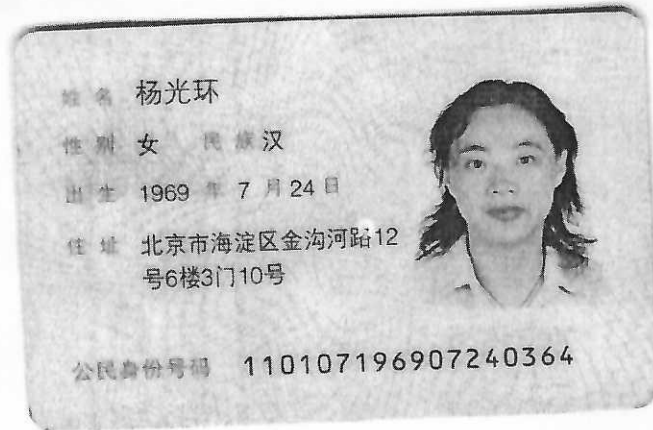 姓名 杨光环
性别 女 民族 汉
出生 1969 年 7 月 24 日
住址 北京市海淀区金沟河路12
号6楼3门10号
公民身份号码 110107196907240364